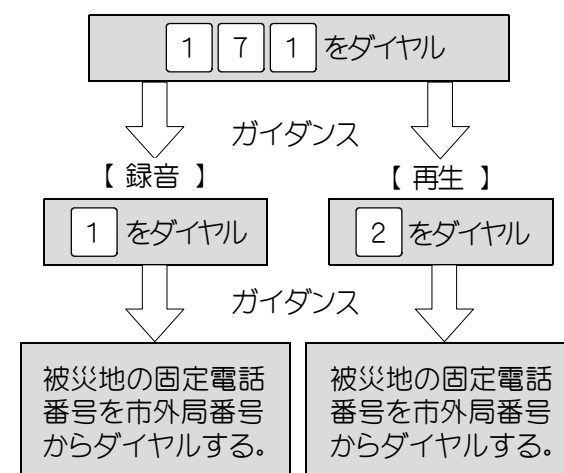 1 7 1 をダイヤル
ガイダンス
【 録音 】
【 再生 】
1 をダイヤル
2 をダイヤル
ガイダンス
被災地の固定電話
番号を市外局番号
からダイヤルする。
被災地の固定電話
番号を市外局番号
からダイヤルする。